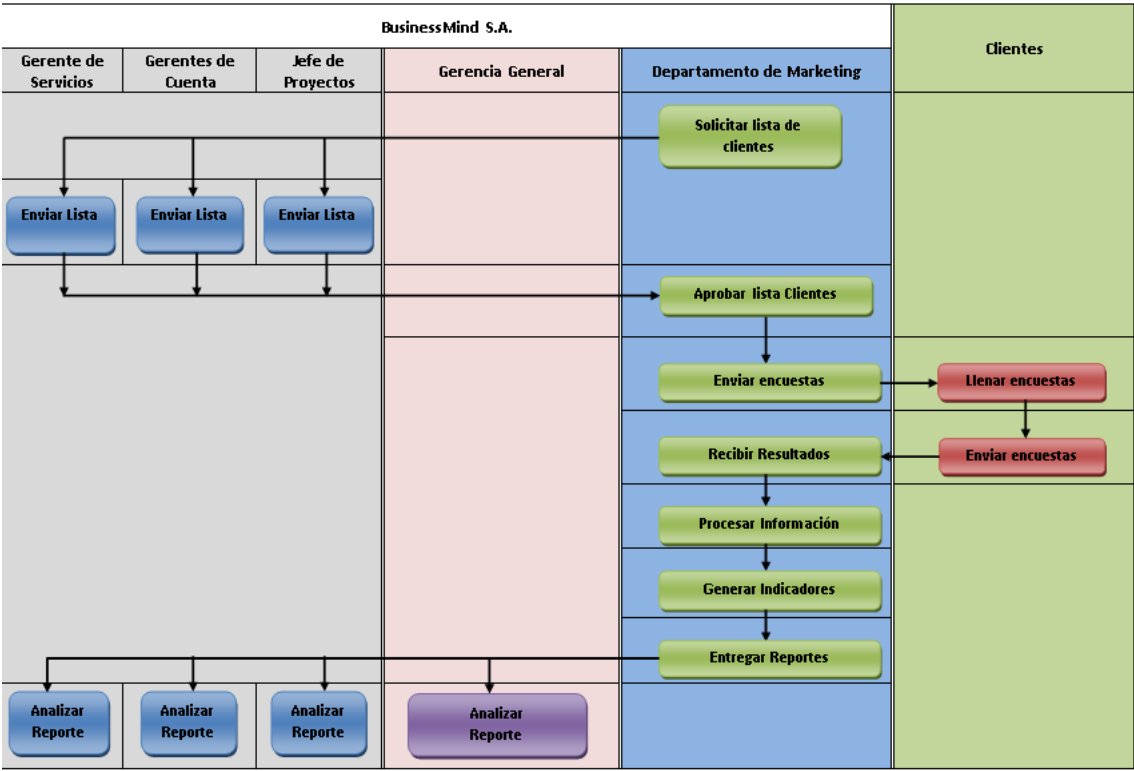 BusinessMind S.A.
Clientes
Gerente de
Servicios
Gerentes de
Cuenta
Jefe de
Proyectos
Gerencia General
Departamento de Marketing
Solicitar lista de
clientes
Enviar Lista
Enviar Lista
Enviar Lista
Aprobar lista Clientes
Enviar encuestas
Llenar encuestas
Recibir Resultados
Enviar encuestas
Procesar Información
Generar Indicadores
Entregar Reportes
Analizar
Reporte
Analizar
Reporte
Analizar
Reporte
Analizar
Reporte